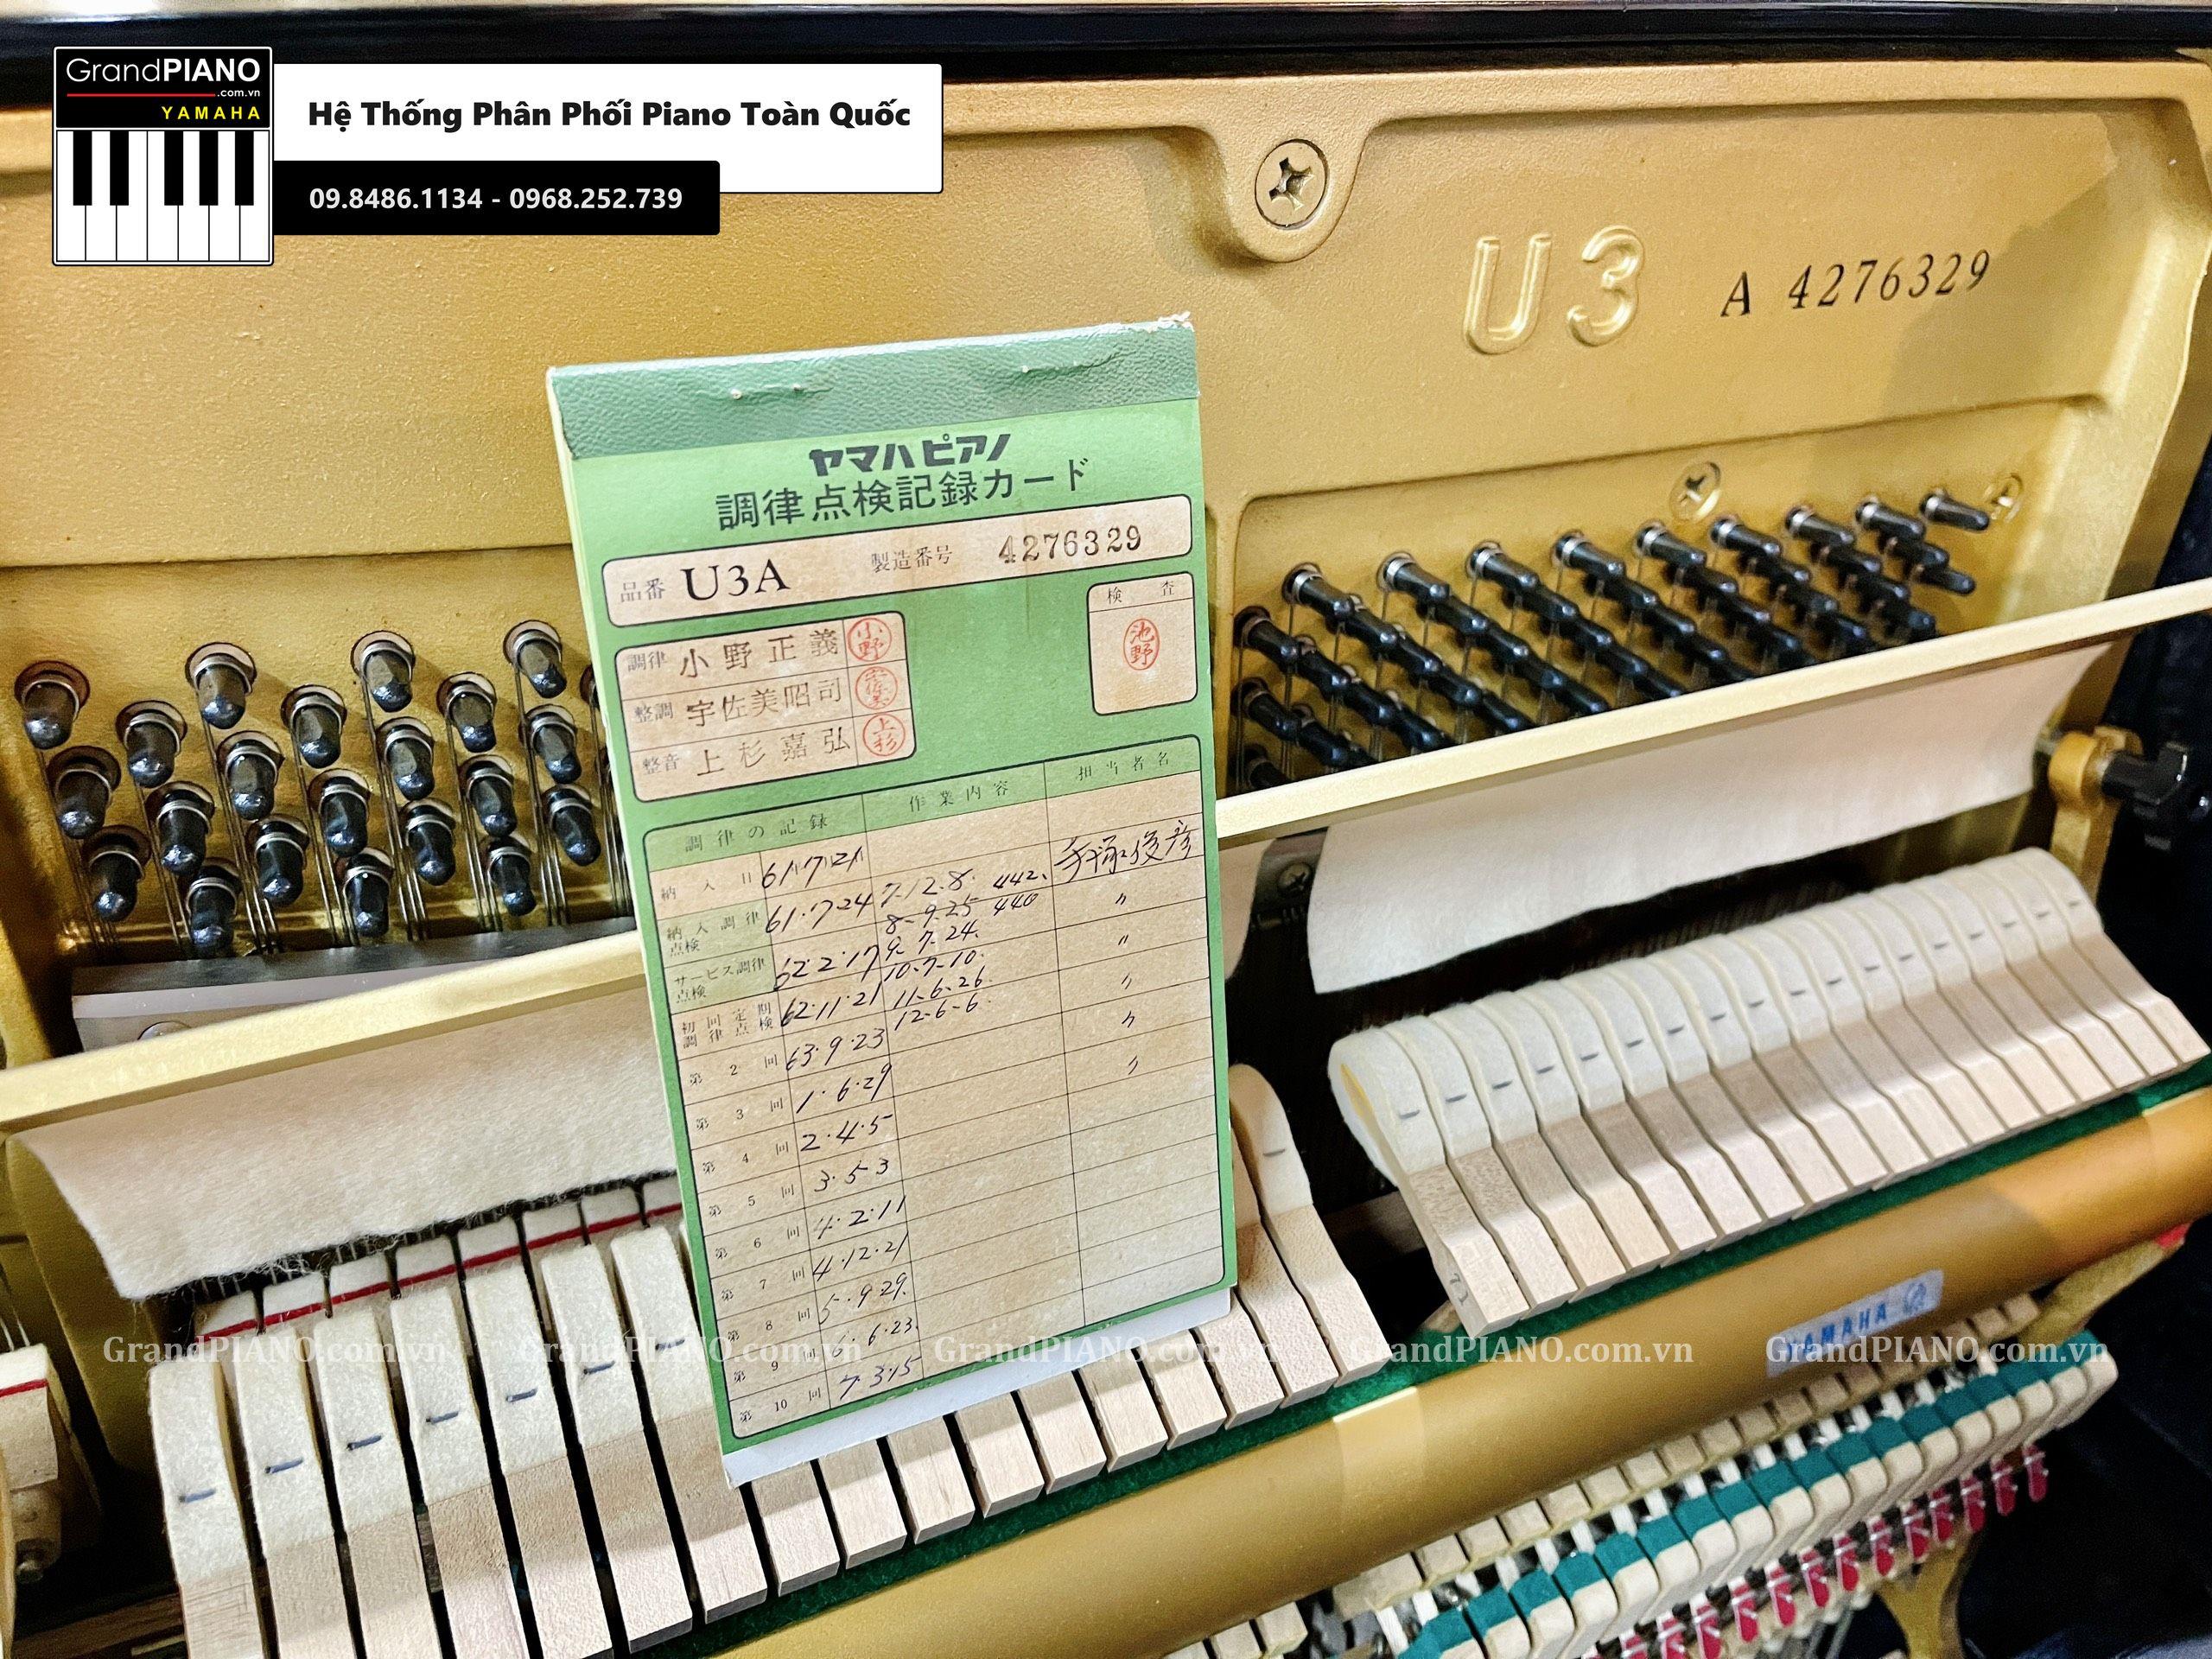 GrandPIANO
.com.vn
YAMAHA
Hệ Thống Phân Phối Piano Toàn Quốc
09.8486.1134 - 0968.252.739
U3 A 4276329
ヤマハピアノ
調律点検記録カード
品番 U3A 製造番号 4276329
検査
池野
調律 小野正義 小野
整調 宇佐美昭司
整音 上杉嘉弘 上杉
調律の記録 作業内容 担当者名
納入日 61.7.21
納入調律点検 61.7.24 7-12.8. 442.
8-9.25 440 〃
サービス調律点検 62.2.17 9-7.24. 〃
10.7-10.
初回定期調律点検 62.11.21 11-6-26. 〃
12-6-6.
第2回 63.9.23 〃
第3回 1.6.29 〃
第4回 2.4.5
第5回 3.5.3
第6回 4.2.11
第7回 4.12.21
第8回 5.9.29.
第9回 6.6.23.
第10回 7.3.15
YAMAHA
GrandPIANO.com.vn GrandPIANO.com.vn GrandPIANO.com.vn GrandPIANO.com.vn GrandPIANO.com.vn